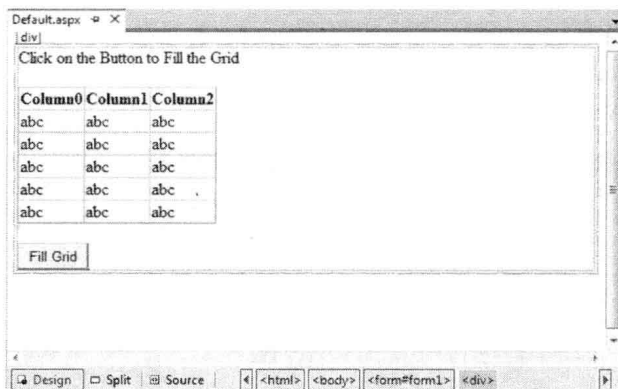 Default.aspx
div
Click on the Button to Fill the Grid
Column0 Column1 Column2
abc abc abc
abc abc abc
abc abc abc
abc abc abc
abc abc abc
Fill Grid
Design Split Source <html> <body> <form#form1> <div>